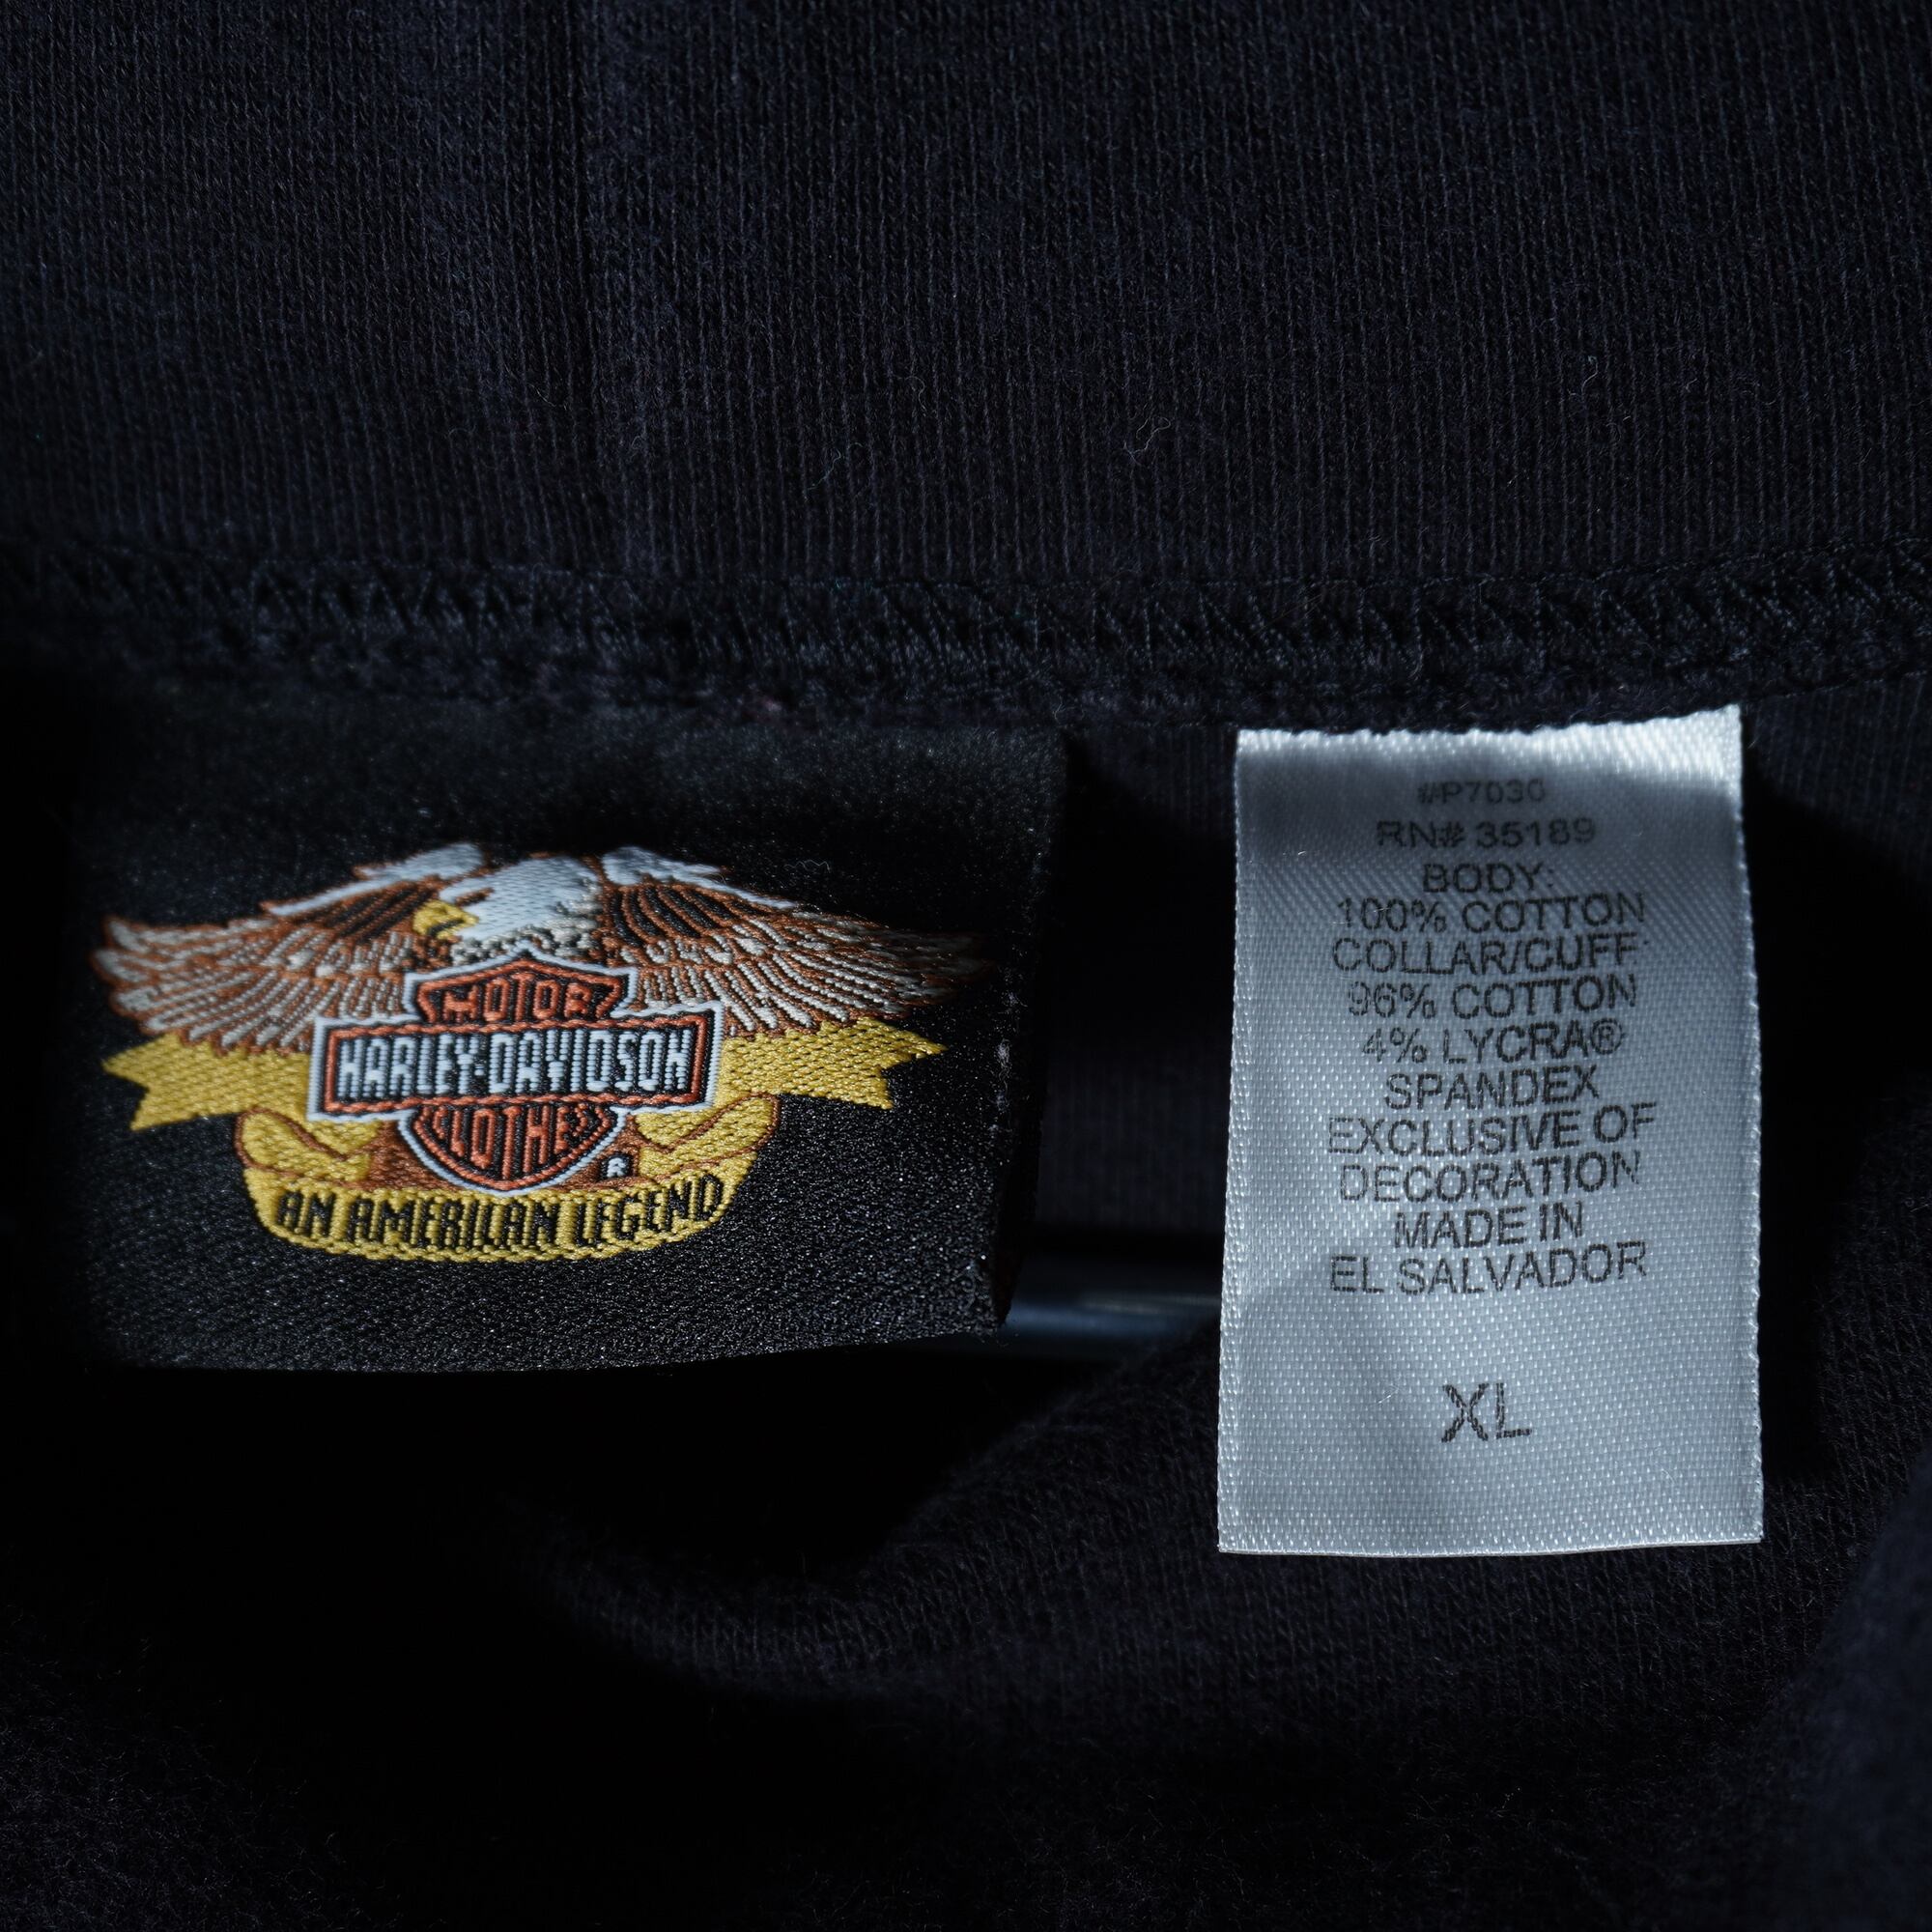 MOTOR
HARLEY-DAVIDSON
CLOTHES
®
AN AMERICAN LEGEND
#P7030
RN# 35189
BODY:
100% COTTON
COLLAR/CUFF:
96% COTTON
4% LYCRA®
SPANDEX
EXCLUSIVE OF
DECORATION
MADE IN
EL SALVADOR
XL